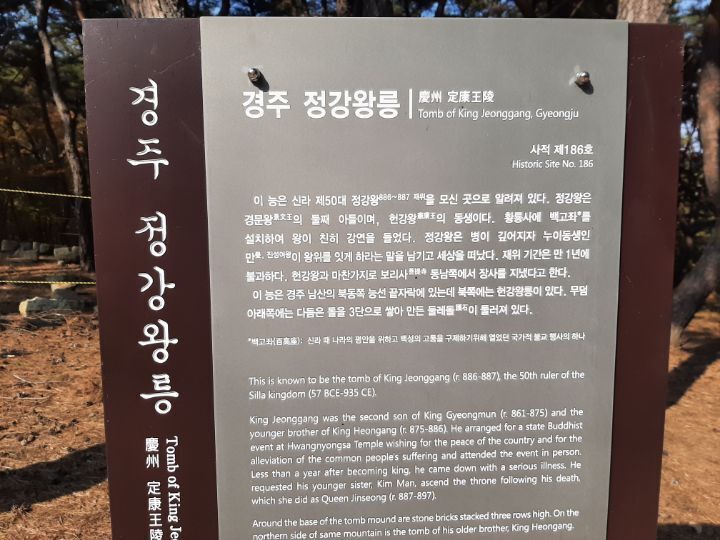 경주 정강왕릉
慶州 定康王陵
Tomb of King Je
경주 정강왕릉
慶州 定康王陵
Tomb of King Jeonggang, Gyeongju
사적 제186호
Historic Site No. 186
이 능은 신라 제50대 정강왕886~887 재위을 모신 곳으로 알려져 있다. 정강왕은
경문왕景文王의 둘째 아들이며, 헌강왕憲康王의 동생이다. 황룡사에 백고좌*를
설치하여 왕이 친히 강연을 들었다. 정강왕은 병이 깊어지자 누이동생인
만曼, 진성여왕이 왕위를 잇게 하라는 말을 남기고 세상을 떠났다. 재위 기간은 만 1년에
불과하다. 헌강왕과 마찬가지로 보리사菩提寺 동남쪽에서 장사를 지냈다고 한다.
이 능은 경주 남산의 북동쪽 능선 끝자락에 있는데 북쪽에는 헌강왕릉이 있다. 무덤
아래쪽에는 다듬은 돌을 3단으로 쌓아 만든 둘레돌護石이 둘러져 있다.
*백고좌(百高座): 신라 때 나라의 평안을 위하고 백성의 고통을 구제하기위해 열었던 국가적 불교 행사의 하나
This is known to be the tomb of King Jeonggang (r. 886-887), the 50th ruler of the
Silla kingdom (57 BCE-935 CE).
King Jeonggang was the second son of King Gyeongmun (r. 861-875) and the
younger brother of King Heongang (r. 875-886). He arranged for a state Buddhist
event at Hwangnyongsa Temple wishing for the peace of the country and for the
alleviation of the common people's suffering and attended the event in person.
Less than a year after becoming king, he came down with a serious illness. He
requested his younger sister, Kim Man, ascend the throne following his death,
which she did as Queen Jinseong (r. 887-897).
Around the base of the tomb mound are stone bricks stacked three rows high. On the
northern side of same mountain is the tomb of his older brother, King Heongang.